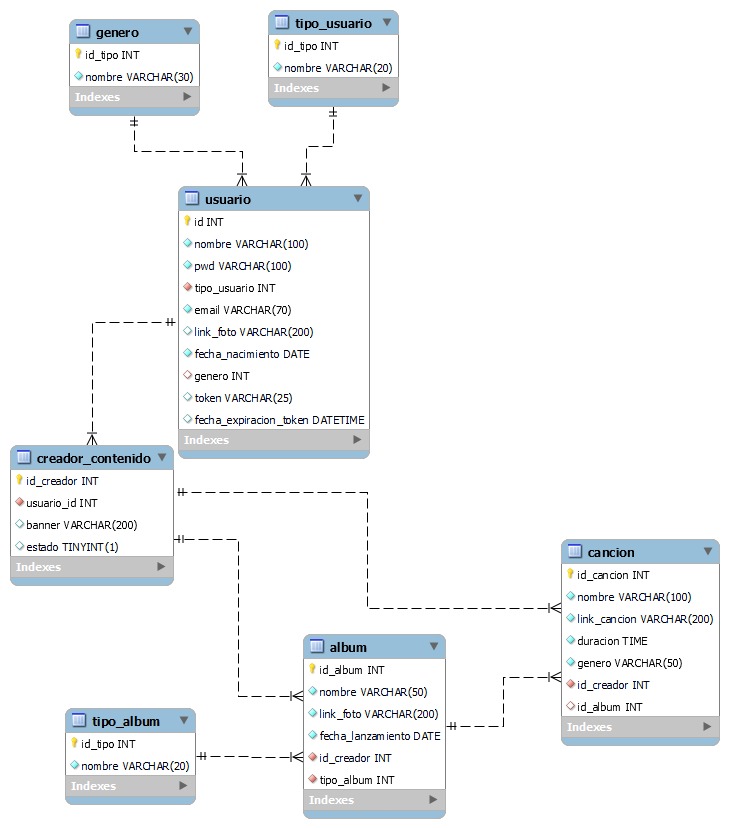 genero
id_tipo INT
nombre VARCHAR(30)
Indexes
tipo_usuario
id_tipo INT
nombre VARCHAR(20)
Indexes
usuario
id INT
nombre VARCHAR(100)
pwd VARCHAR(100)
tipo_usuario INT
email VARCHAR(70)
link_foto VARCHAR(200)
fecha_nacimiento DATE
genero INT
token VARCHAR(25)
fecha_expiracion_token DATETIME
Indexes
creador_contenido
id_creador INT
usuario_id INT
banner VARCHAR(200)
estado TINYINT(1)
Indexes
cancion
id_cancion INT
nombre VARCHAR(100)
link_cancion VARCHAR(200)
duracion TIME
genero VARCHAR(50)
id_creador INT
id_album INT
Indexes
album
id_album INT
nombre VARCHAR(50)
link_foto VARCHAR(200)
fecha_lanzamiento DATE
id_creador INT
tipo_album INT
Indexes
tipo_album
id_tipo INT
nombre VARCHAR(20)
Indexes